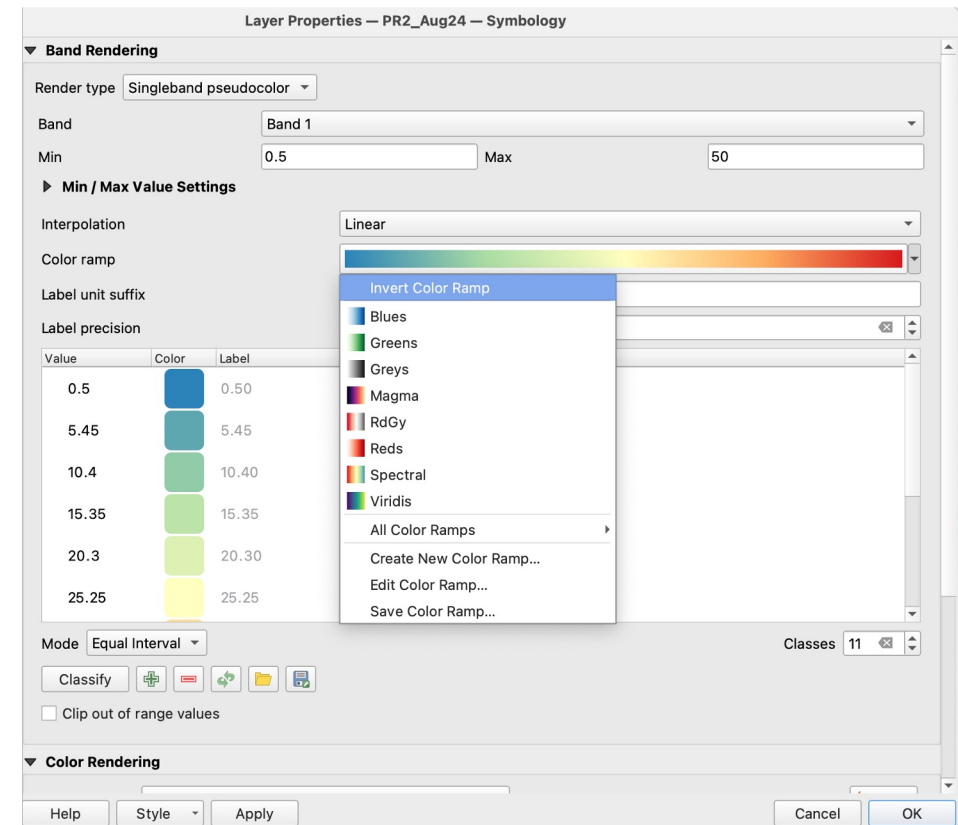 Layer Properties — PR2_Aug24 — Symbology
Band Rendering
Render type Singleband pseudocolor
Band Band 1
Min 0.5 Max 50
Min / Max Value Settings
Interpolation Linear
Color ramp
Label unit suffix
Label precision
Invert Color Ramp
Blues
Greens
Greys
Magma
RdGy
Reds
Spectral
Viridis
All Color Ramps
Create New Color Ramp...
Edit Color Ramp...
Save Color Ramp...
Value Color Label
0.5 0.50
5.45 5.45
10.4 10.40
15.35 15.35
20.3 20.30
25.25 25.25
Mode Equal Interval Classes 11
Classify
Clip out of range values
Color Rendering
Help Style Apply Cancel OK